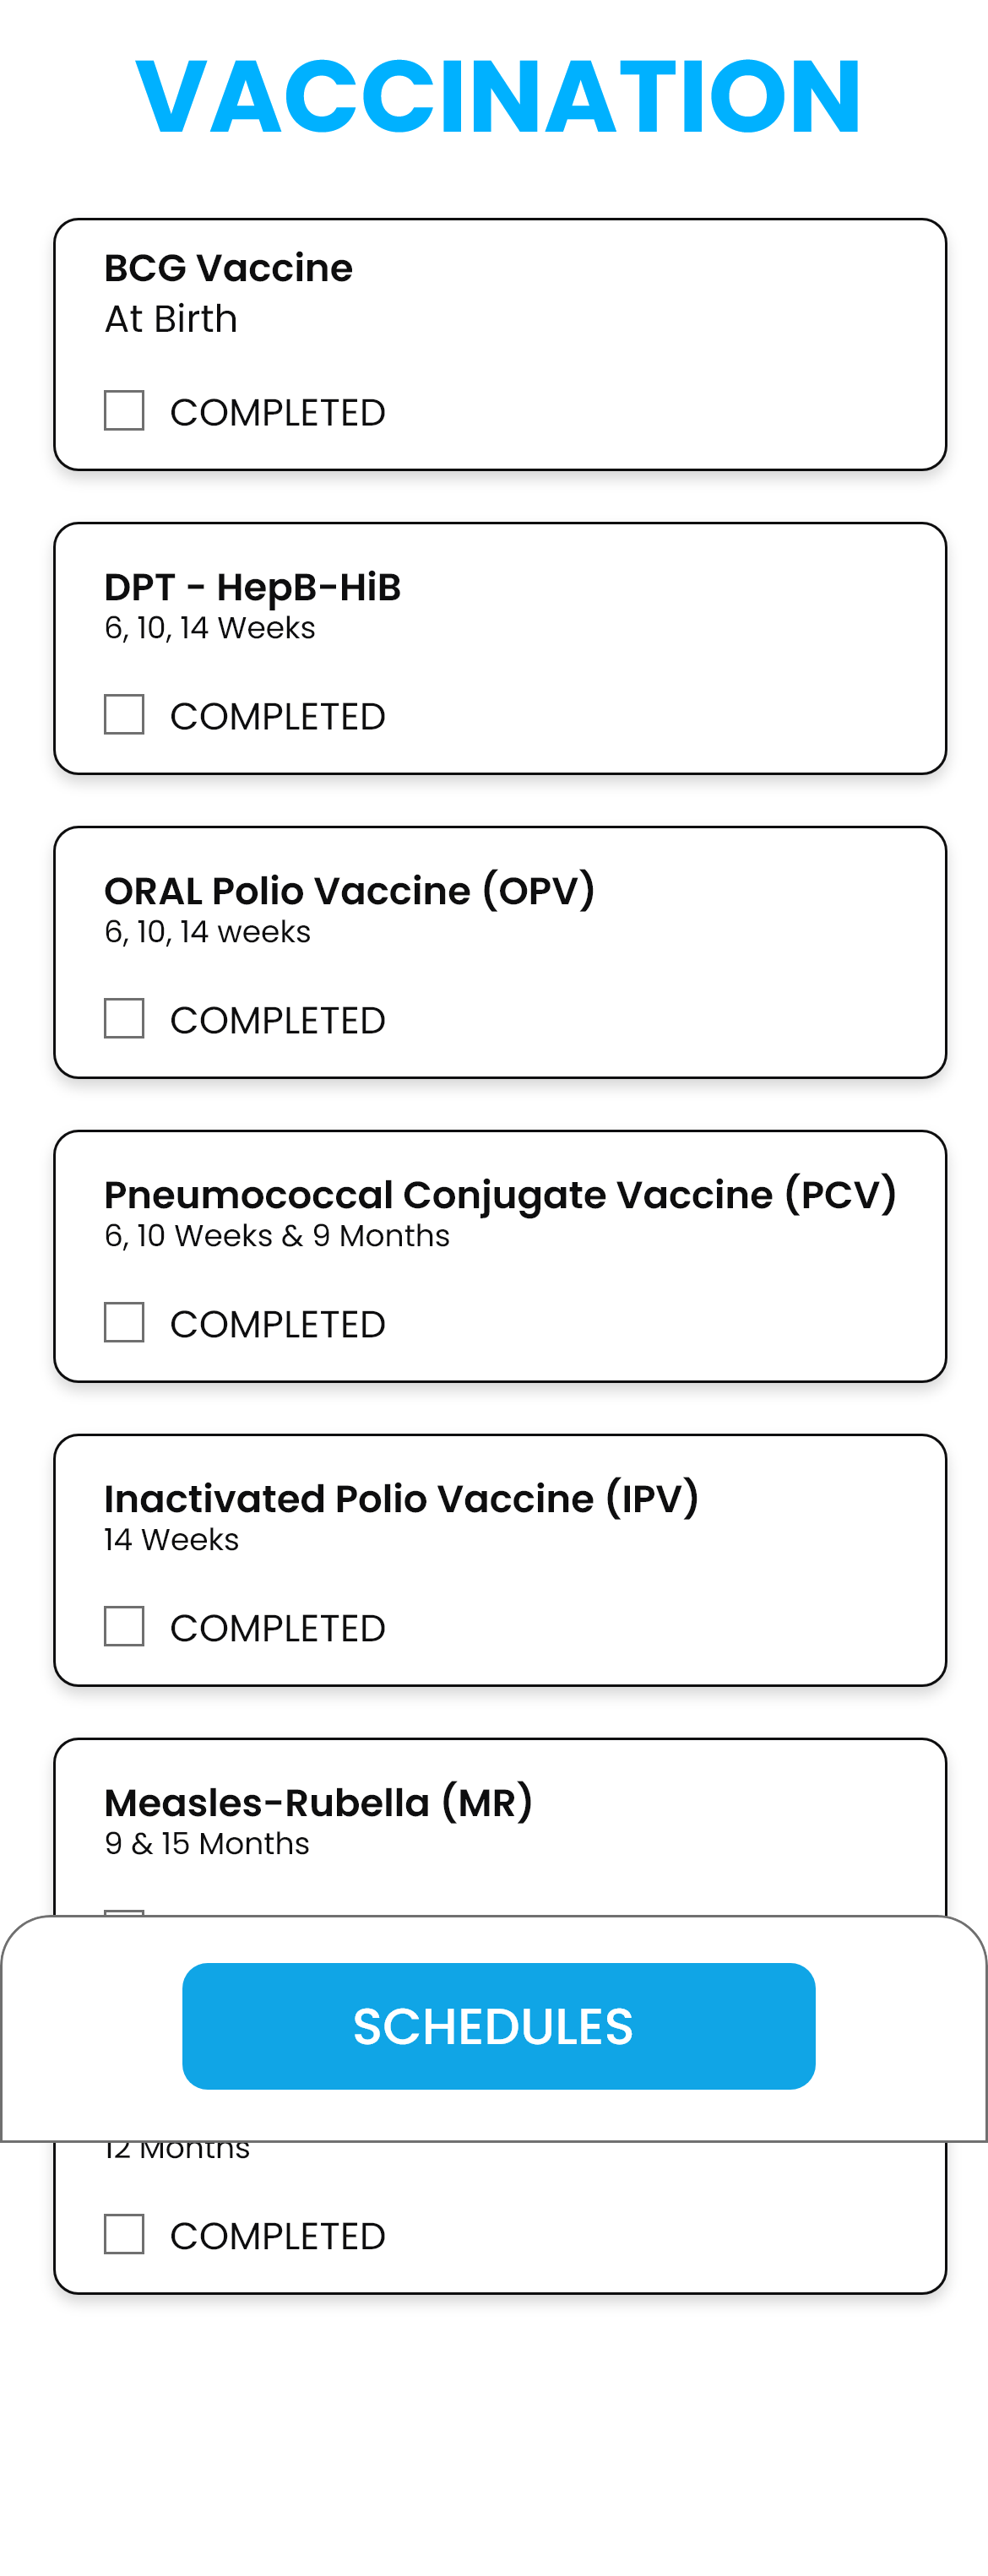 VACCINATION
BCG Vaccine
At Birth
COMPLETED
DPT - HepB-HiB
6, 10, 14 Weeks
COMPLETED
ORAL Polio Vaccine (OPV)
6, 10, 14 weeks
COMPLETED
Pneumococcal Conjugate Vaccine (PCV)
6, 10 Weeks & 9 Months
COMPLETED
Inactivated Polio Vaccine (IPV)
14 Weeks
COMPLETED
Measles-Rubella (MR)
9 & 15 Months
SCHEDULES
12 Months
COMPLETED